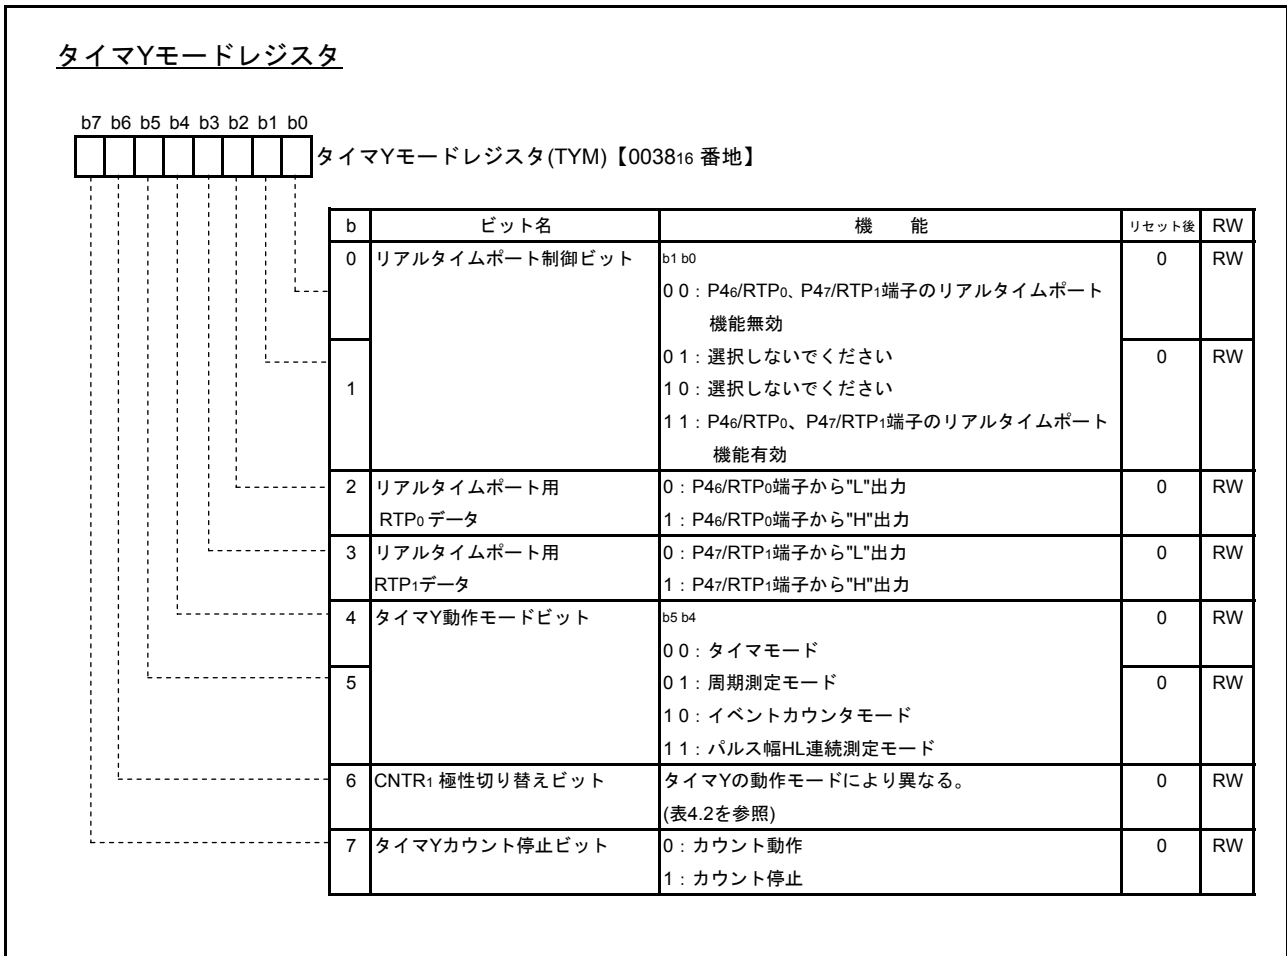 タイマYモードレジスタ
b7 b6 b5 b4 b3 b2 b1 b0
タイマYモードレジスタ(TYM)【003816 番地】
b ビット名 機 能 リセット後 RW
0 リアルタイムポート制御ビット b1 b0 0 RW
0 0 : P46/RTP0、P47/RTP1端子のリアルタイムポート
機能無効
0 1 : 選択しないでください 0 RW
1 1 0 : 選択しないでください
1 1 : P46/RTP0、P47/RTP1端子のリアルタイムポート
機能有効
2 リアルタイムポート用 0 : P46/RTP0端子から"L"出力 0 RW
RTP0 データ 1 : P46/RTP0端子から"H"出力
3 リアルタイムポート用 0 : P47/RTP1端子から"L"出力 0 RW
RTP1データ 1 : P47/RTP1端子から"H"出力
4 タイマY動作モードビット b5 b4 0 RW
0 0 : タイマモード
5 0 1 : 周期測定モード 0 RW
1 0 : イベントカウンタモード
1 1 : パルス幅HL連続測定モード
6 CNTR1 極性切り替えビット タイマYの動作モードにより異なる。 0 RW
(表4.2を参照)
7 タイマYカウント停止ビット 0 : カウント動作 0 RW
1 : カウント停止